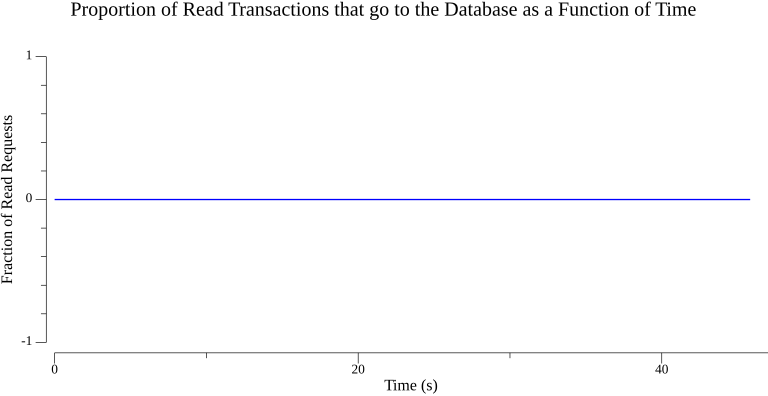 Proportion of Read Transactions that go to the Database as a Function of Time
1
0
-1
Fraction of Read Requests
0 20 40
Time (s)